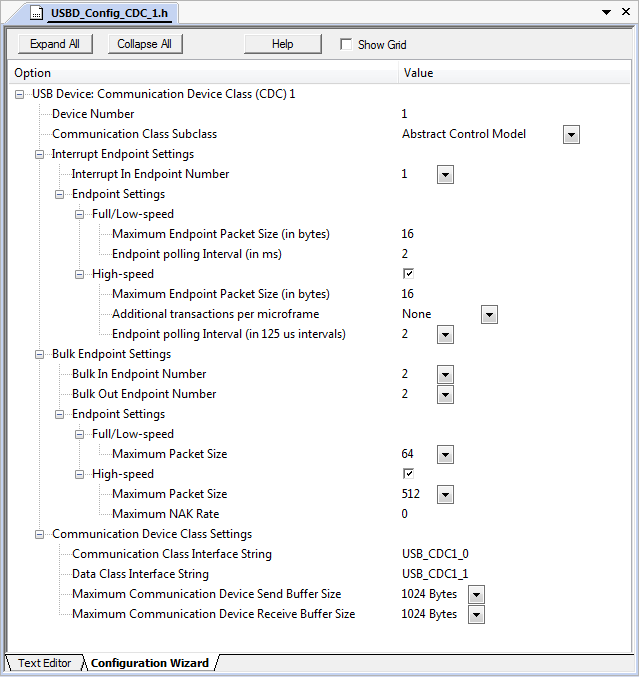 USBD_Config_CDC_1.h
Expand All Collapse All Help Show Grid
Option Value
USB Device: Communication Device Class (CDC) 1
Device Number 1
Communication Class Subclass Abstract Control Model
Interrupt Endpoint Settings
Interrupt In Endpoint Number 1
Endpoint Settings
Full/Low-speed
Maximum Endpoint Packet Size (in bytes) 16
Endpoint polling Interval (in ms) 2
High-speed
Maximum Endpoint Packet Size (in bytes) 16
Additional transactions per microframe None
Endpoint polling Interval (in 125 us intervals) 2
Bulk Endpoint Settings
Bulk In Endpoint Number 2
Bulk Out Endpoint Number 2
Endpoint Settings
Full/Low-speed
Maximum Packet Size 64
High-speed
Maximum Packet Size 512
Maximum NAK Rate 0
Communication Device Class Settings
Communication Class Interface String USB_CDC1_0
Data Class Interface String USB_CDC1_1
Maximum Communication Device Send Buffer Size 1024 Bytes
Maximum Communication Device Receive Buffer Size 1024 Bytes
Text Editor Configuration Wizard